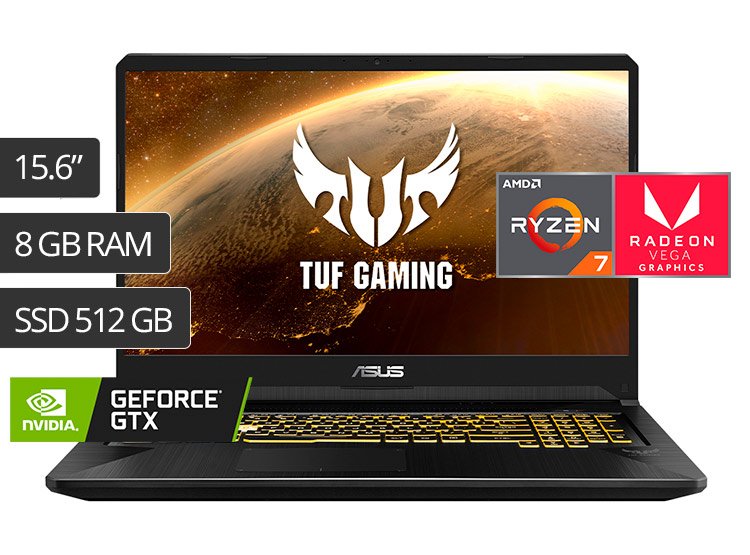 15.6”
8 GB RAM
SSD 512 GB
TUF GAMING
AMD
RYZEN
7
RADEON
VEGA
GRAPHICS
ASUS
NVIDIA.
GEFORCE®
GTX